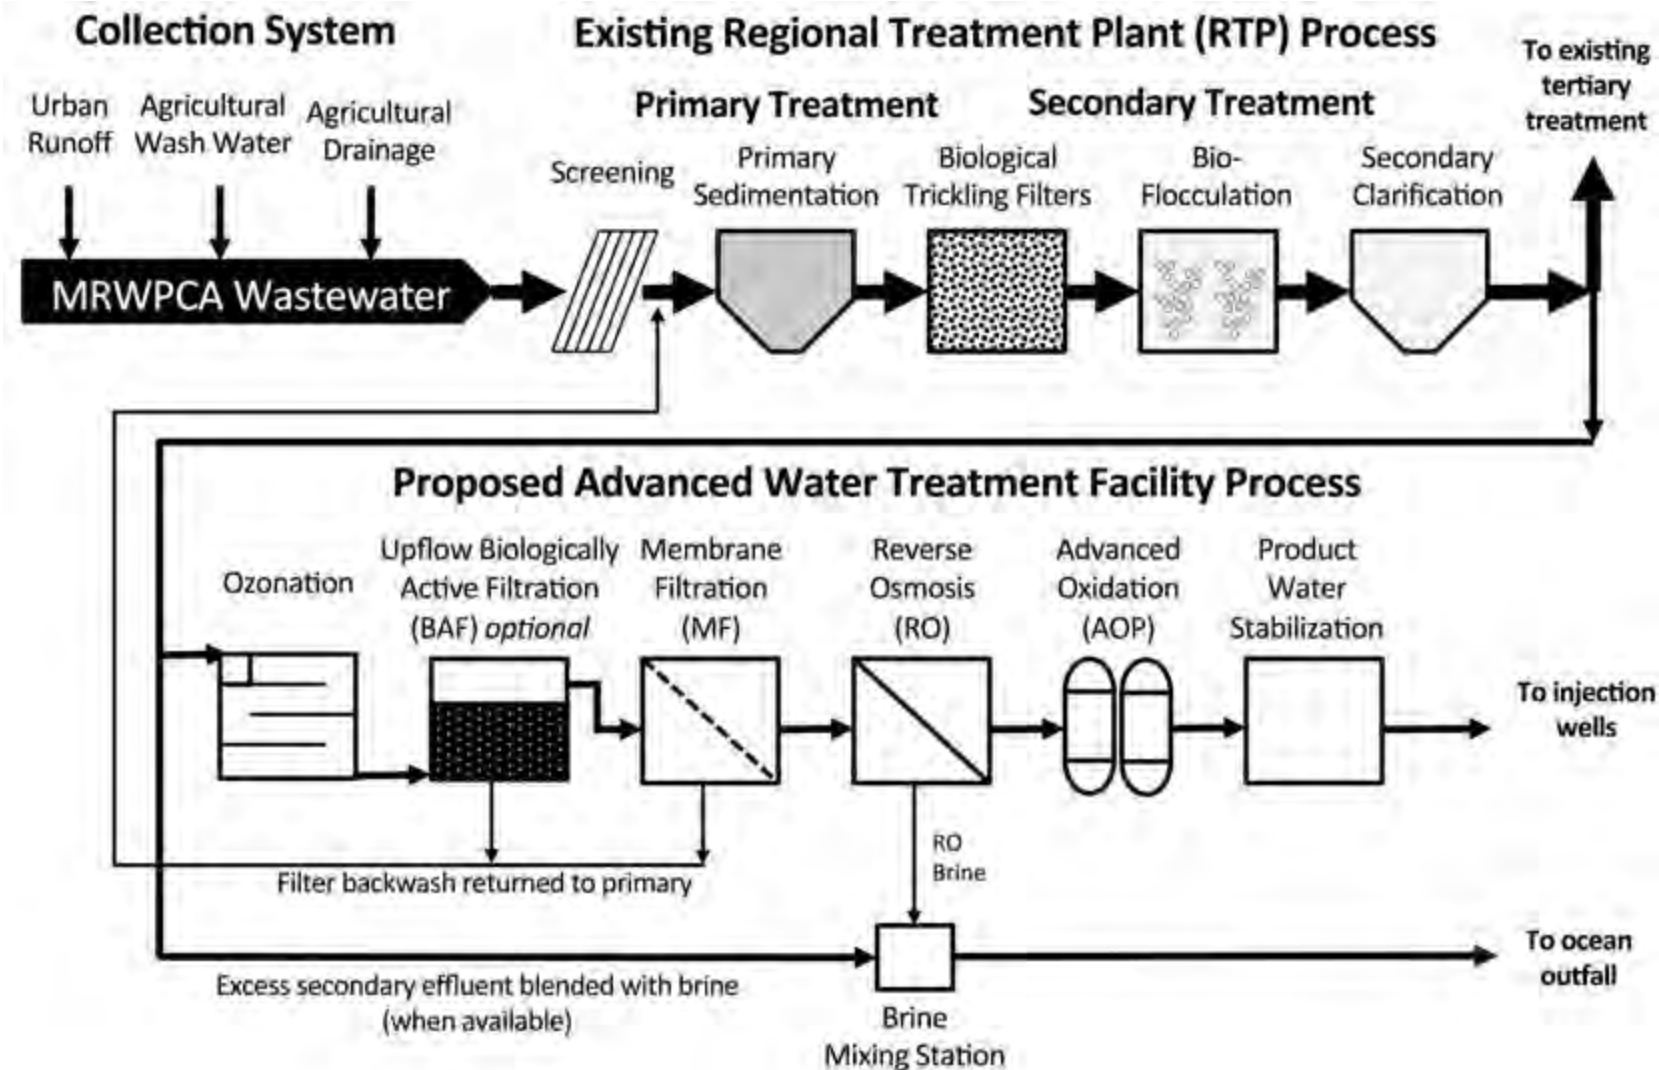 Collection System
Existing Regional Treatment Plant (RTP) Process
To existing
tertiary
treatment
Urban
Runoff
Agricultural
Wash Water
Agricultural
Drainage
Primary Treatment
Secondary Treatment
Screening
Primary
Sedimentation
Biological
Trickling Filters
Bio-
Flocculation
Secondary
Clarification
MRWPCA Wastewater
Proposed Advanced Water Treatment Facility Process
Ozonation
Upflow Biologically
Active Filtration
(BAF) optional
Membrane
Filtration
(MF)
Reverse
Osmosis
(RO)
Advanced
Oxidation
(AOP)
Product
Water
Stabilization
To injection
wells
RO
Brine
Filter backwash returned to primary
To ocean
outfall
Excess secondary effluent blended with brine
(when available)
Brine
Mixing Station